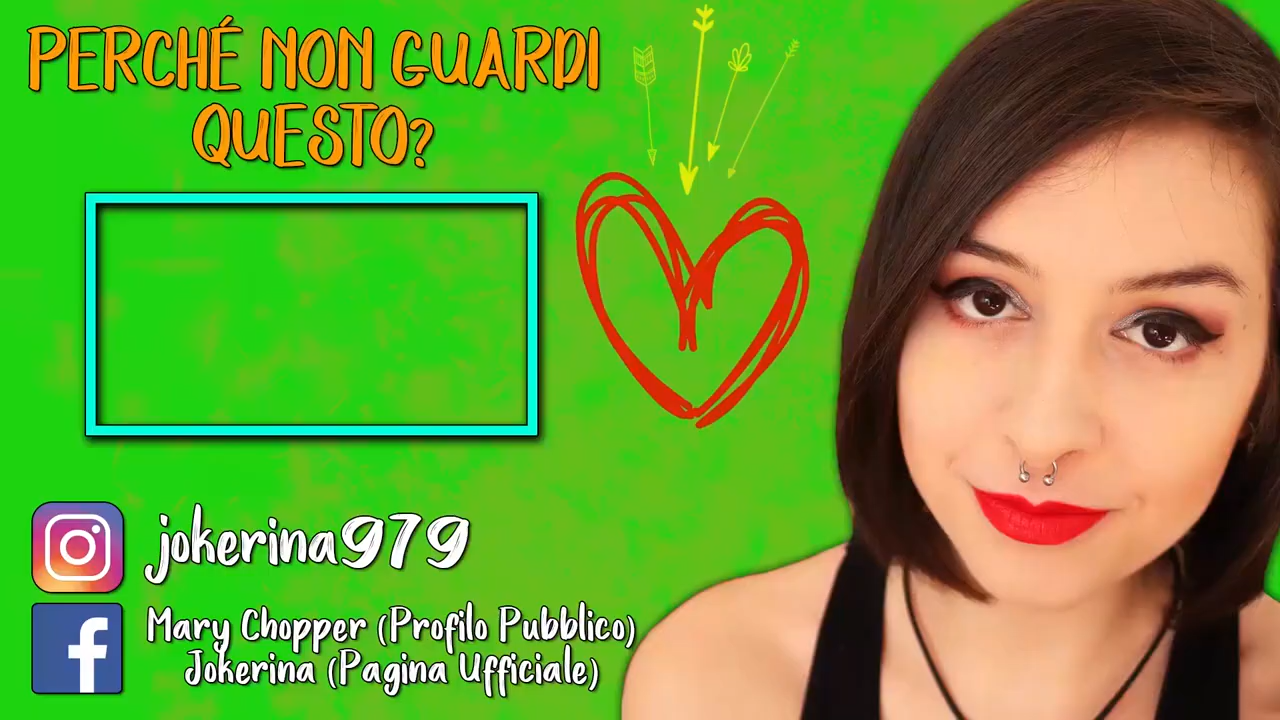 PERCHÉ NON GUARDI
QUESTO?
jokerina979
Mary Chopper (Profilo Pubblico)
Jokerina (Pagina Ufficiale)